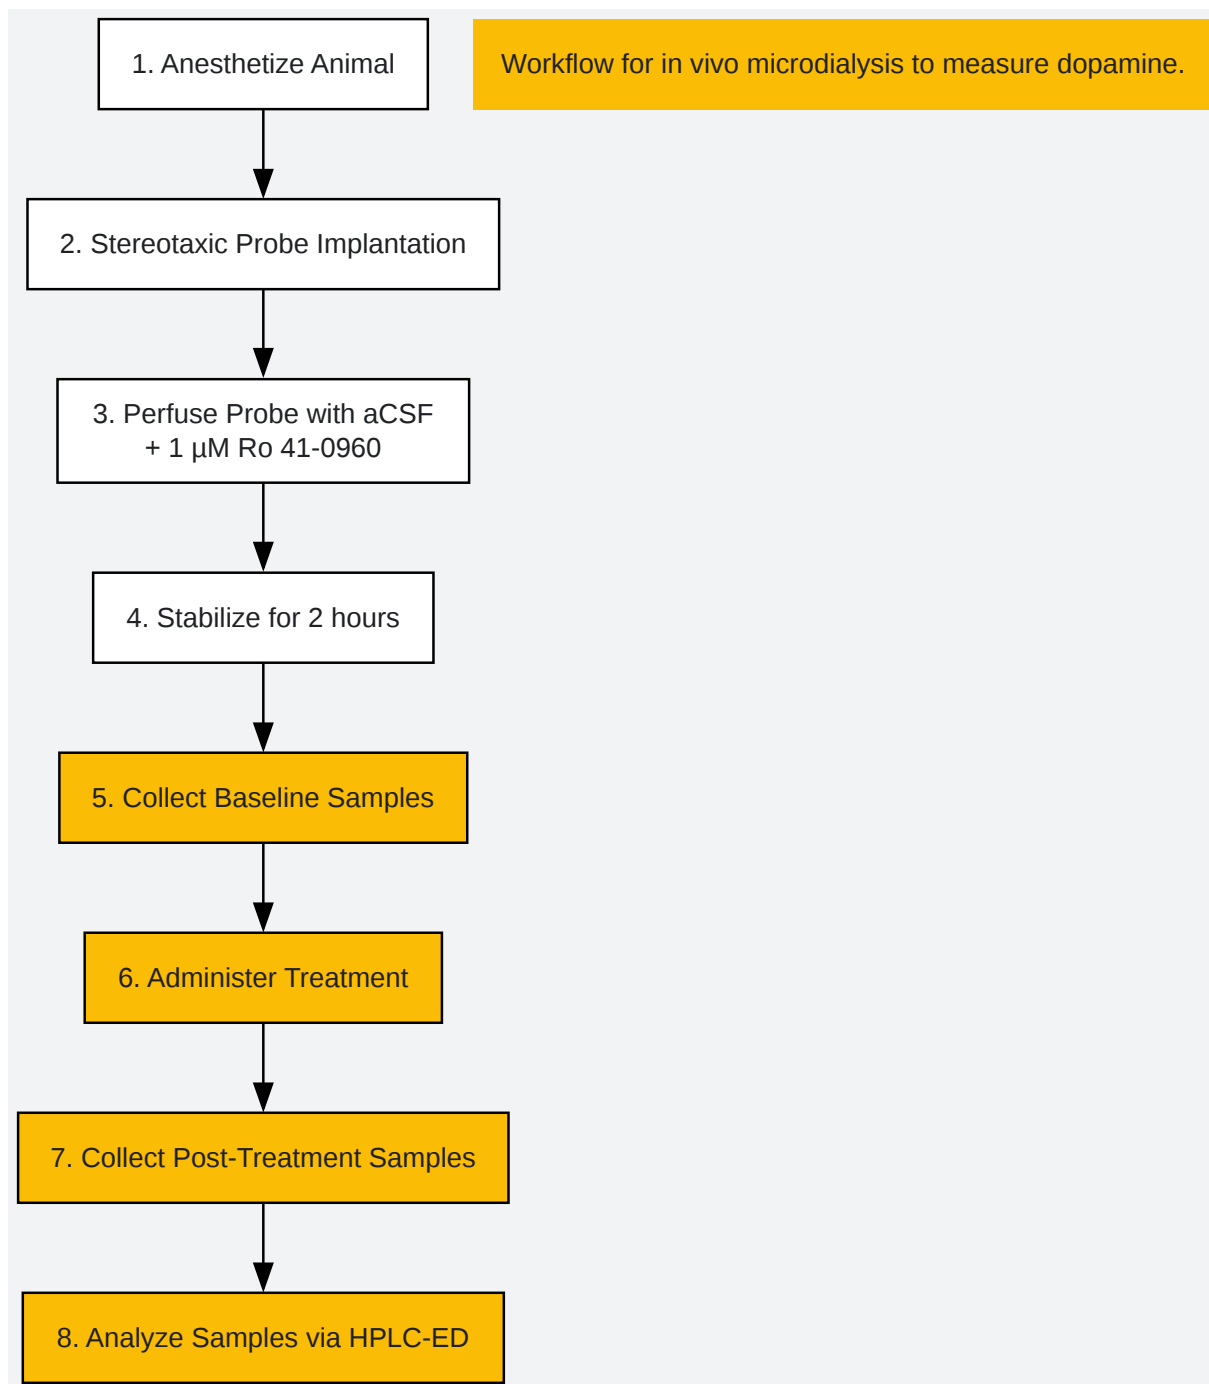 1. Anesthetize Animal
Workflow for in vivo microdialysis to measure dopamine.
2. Stereotaxic Probe Implantation
3. Perfuse Probe with aCSF
+ 1 µM Ro 41-0960
4. Stabilize for 2 hours
5. Collect Baseline Samples
6. Administer Treatment
7. Collect Post-Treatment Samples
8. Analyze Samples via HPLC-ED